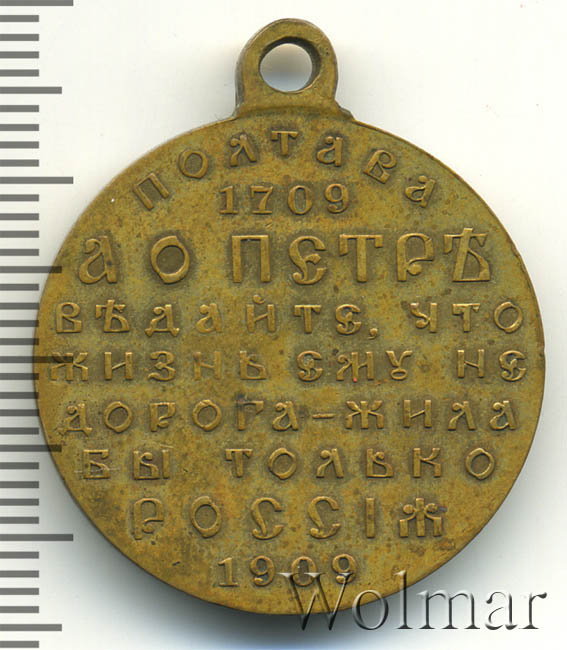 ПОЛТАВА
1709
А О ПЕТРѢ
ВѢДАЙТЕ, ЧТО
ЖИЗНЬ ЕМУ НЕ
ДОРОГА-ЖИЛА
БЫ ТОЛЬКО
РОССІЯ
1909
Wolmar